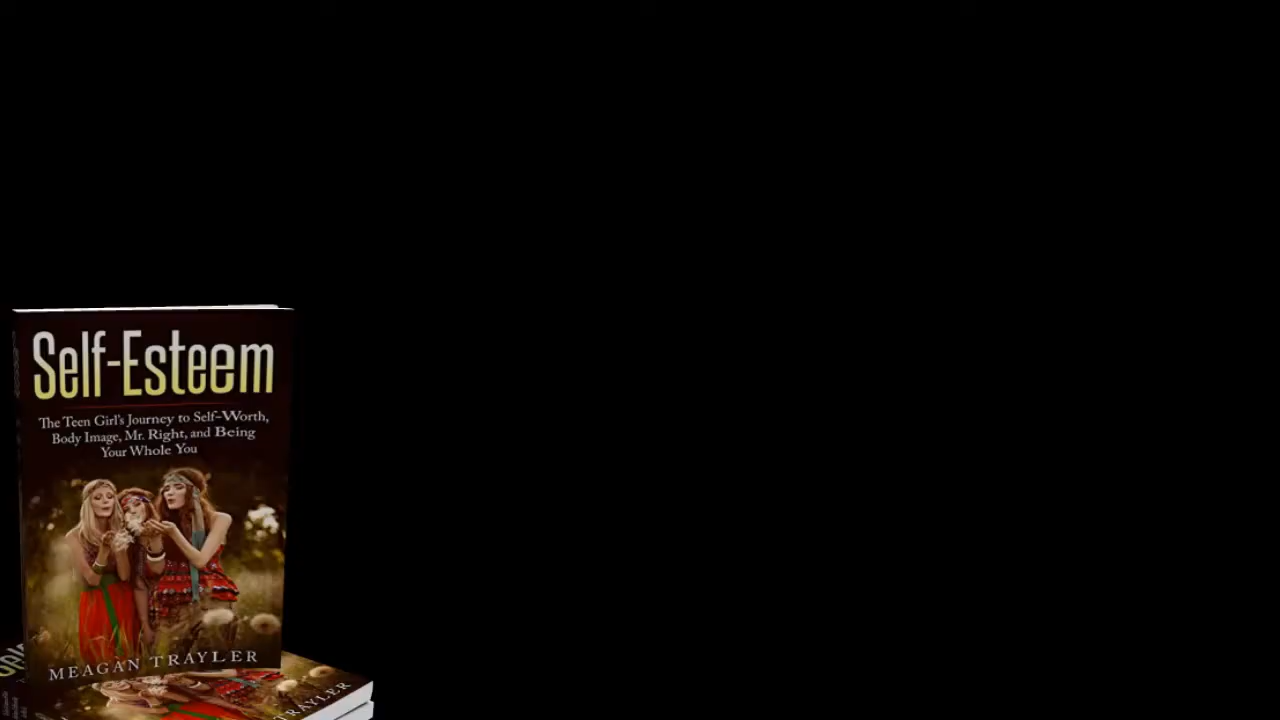 Self-Esteem
The Teen Girl's Journey to Self-Worth,
Body Image, Mr. Right, and Being
Your Whole You
MEAGAN TRAYLER
TRAYLER